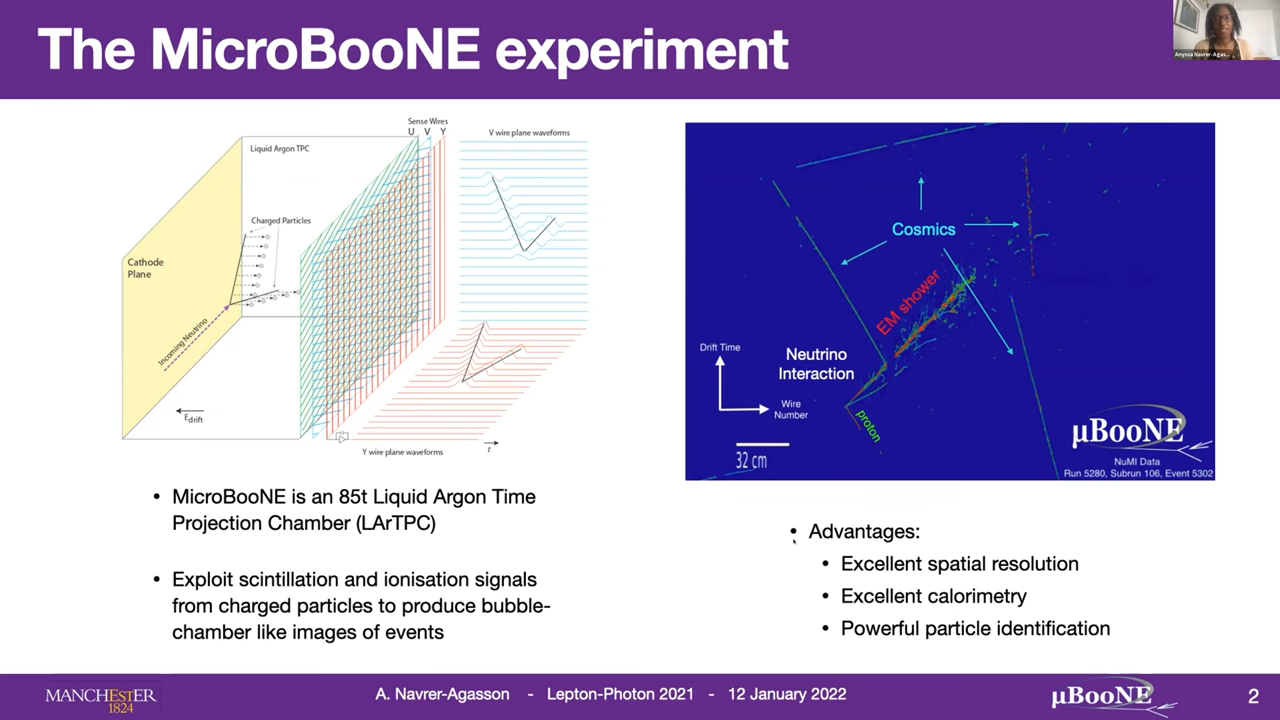 The MicroBooNE experiment
Anyssa Navrer-Agas...
Sense Wires
U V Y
Liquid Argon TPC
V wire plane waveforms
Charged Particles
Cathode
Plane
Incoming Neutrino
Edrift
Y wire plane waveforms
t
Cosmics
EM shower
Drift Time
Neutrino
Interaction
Wire
Number
proton
32 cm
µBooNE
NuMI Data
Run 5280, Subrun 106, Event 5302
• MicroBooNE is an 85t Liquid Argon Time
Projection Chamber (LArTPC)
• Exploit scintillation and ionisation signals
from charged particles to produce bubble-
chamber like images of events
• Advantages:
• Excellent spatial resolution
• Excellent calorimetry
• Powerful particle identification
MANCHESTER
1824
A. Navrer-Agasson - Lepton-Photon 2021 - 12 January 2022
µBooNE
2